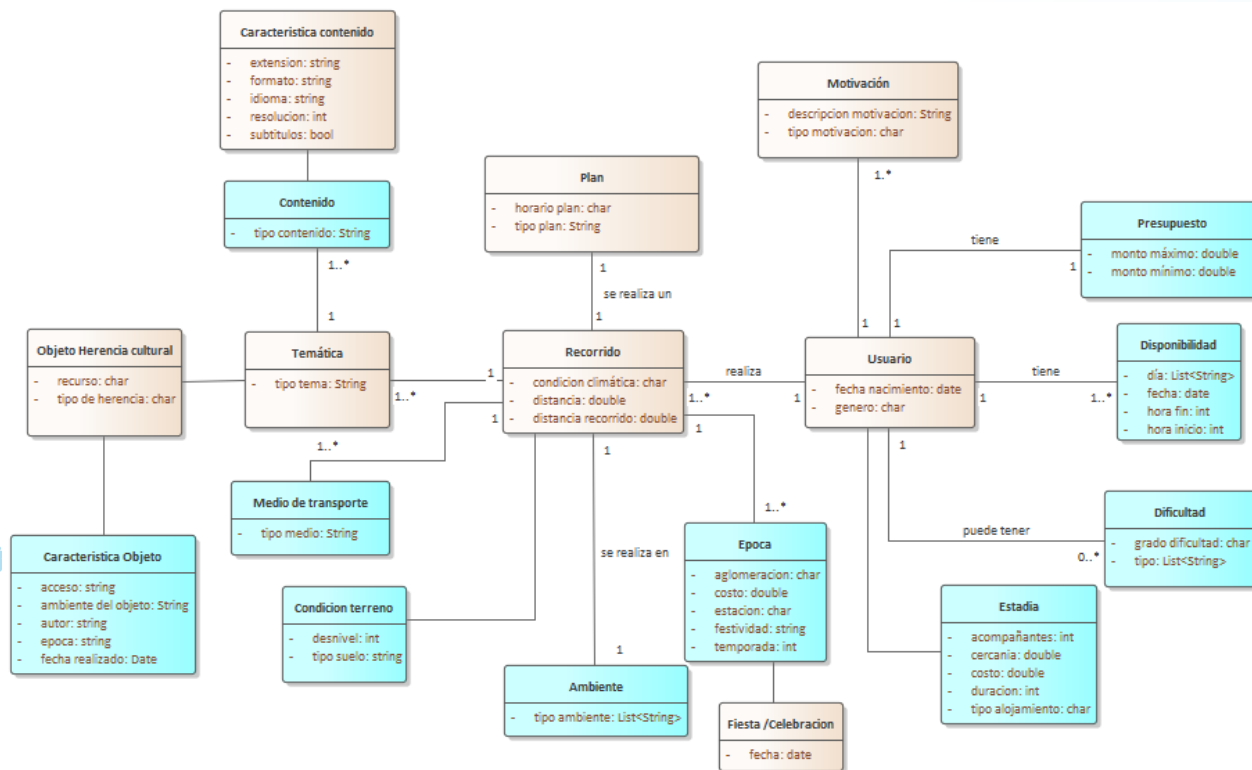 Caracteristica contenido
- extension: string
- formato: string
- idioma: string
- resolucion: int
- subtitulos: bool
Motivación
- descripcion motivacion: String
- tipo motivacion: char
1..*
Contenido
- tipo contenido: String
1..*
1
Plan
- horario plan: char
- tipo plan: String
1
se realiza un
1
Presupuesto
- monto máximo: double
- monto mínimo: double
tiene
1
1
1
Objeto Herencia cultural
- recurso: char
- tipo de herencia: char
Temática
- tipo tema: String
1
1..*
Recorrido
- condicion climática: char
- distancia: double
- distancia recorrido: double
realiza
1..*
1
Usuario
- fecha nacimiento: date
- genero: char
tiene
1
1..*
Disponibilidad
- día: List<String>
- fecha: date
- hora fin: int
- hora inicio: int
1
1..*
1
1
1
Medio de transporte
- tipo medio: String
1..*
se realiza en
puede tener
0..*
Dificultad
- grado dificultad: char
- tipo: List<String>
Caracteristica Objeto
- acceso: string
- ambiente del objeto: String
- autor: string
- epoca: string
- fecha realizado: Date
Condicion terreno
- desnivel: int
- tipo suelo: string
Epoca
- aglomeracion: char
- costo: double
- estacion: char
- festividad: string
- temporada: int
Estadia
- acompañantes: int
- cercania: double
- costo: double
- duracion: int
- tipo alojamiento: char
1
Ambiente
- tipo ambiente: List<String>
Fiesta /Celebracion
- fecha: date